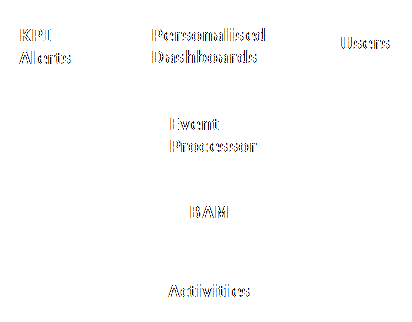 KPI
Alerts
Personalised
Dashboards
Users
Event
Processor
BAM
Activities